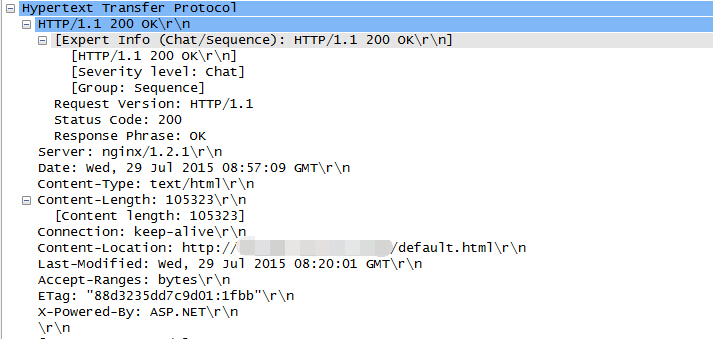 Hypertext Transfer Protocol
HTTP/1.1 200 OK\r\n
[Expert Info (Chat/Sequence): HTTP/1.1 200 OK\r\n]
[HTTP/1.1 200 OK\r\n]
[Severity level: Chat]
[Group: Sequence]
Request Version: HTTP/1.1
Status Code: 200
Response Phrase: OK
Server: nginx/1.2.1\r\n
Date: Wed, 29 Jul 2015 08:57:09 GMT\r\n
Content-Type: text/html\r\n
Content-Length: 105323\r\n
[Content length: 105323]
Connection: keep-alive\r\n
Content-Location: http:// /default.html\r\n
Last-Modified: Wed, 29 Jul 2015 08:20:01 GMT\r\n
Accept-Ranges: bytes\r\n
ETag: "88d3235dd7c9d01:1fbb"\r\n
X-Powered-By: ASP.NET\r\n
\r\n